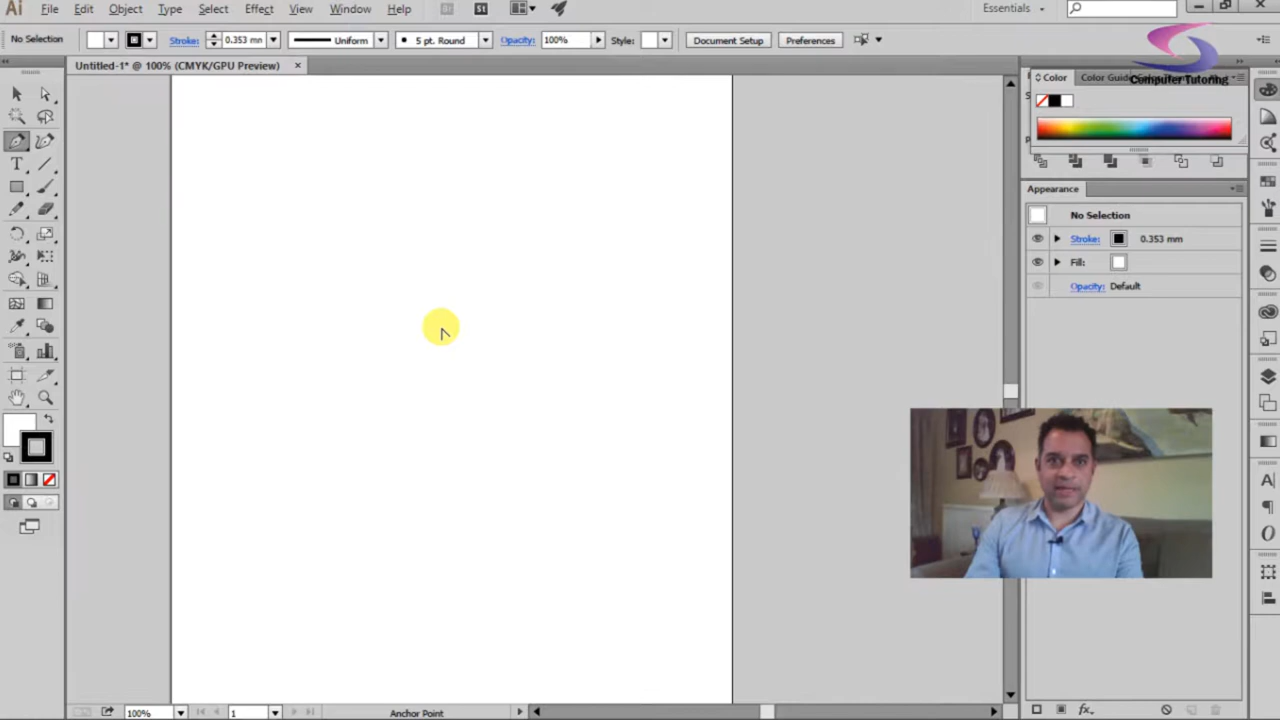 Ai File Edit Object Type Select Effect View Window Help Br St Essentials
No Selection Stroke: 0.353 mm Uniform 5 pt. Round Opacity: 100% Style: Document Setup Preferences
Untitled-1* @ 100% (CMYK/GPU Preview)
Color Color Guide
Computer Tutoring
Appearance
No Selection
Stroke: 0.353 mm
Fill:
Opacity: Default
100% 1 Anchor Point